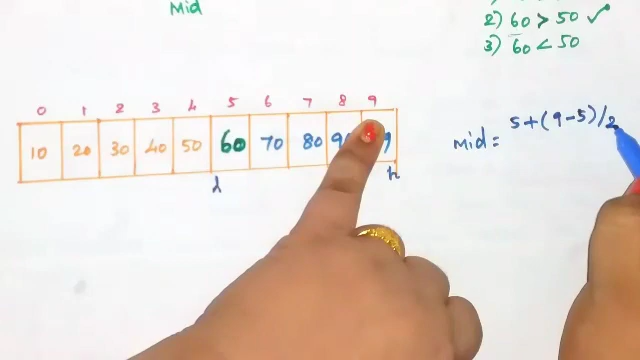 Mid
2) 60 > 50 ✓
3) 60 < 50
0 1 2 3 4 5 6 7 8 9
10 20 30 40 50 60 70 80
l h
mid = 5+(9-5)/2